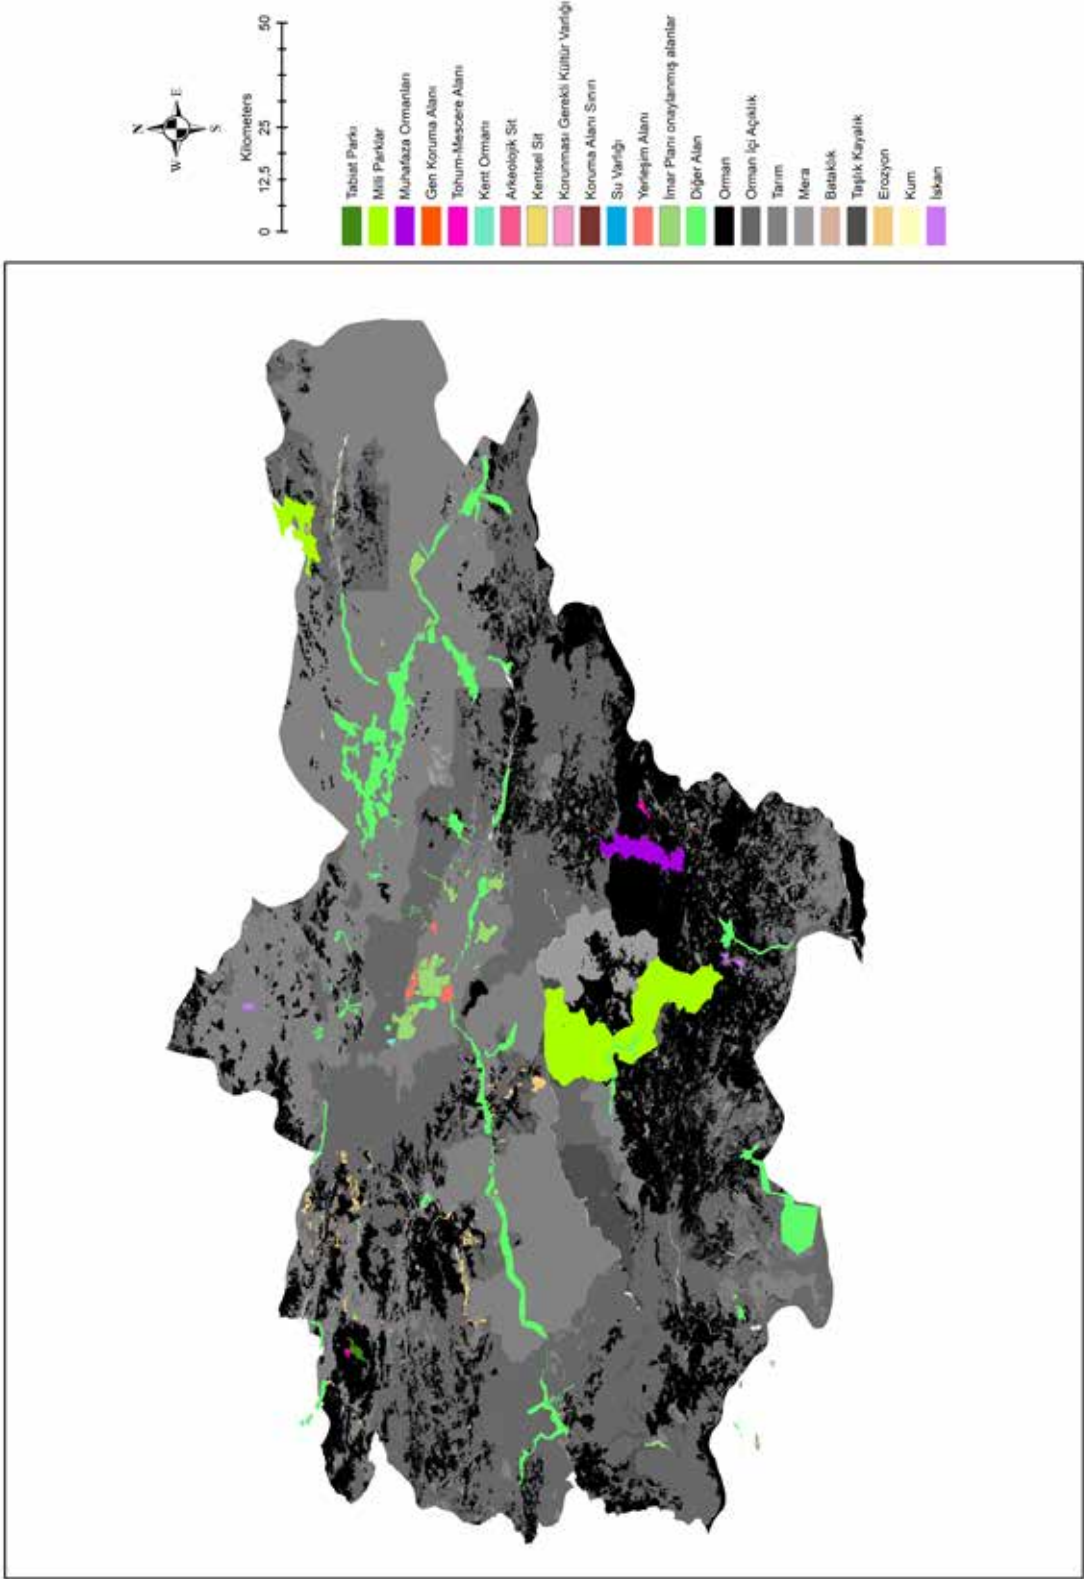 N
W
E
S
Kilometers
0
12,5
25
50
Tabiat Parkı
Milli Parklar
Muhafaza Ormanları
Gen Koruma Alanı
Tohum-Mescere Alanı
Kent Ormanı
Arkeolojik Sit
Kentsel Sit
Korunması Gerekli Kültür Varlığı
Koruma Alanı Sınırı
Su Varlığı
Yerleşim Alanı
İmar Planı onaylanmış alanlar
Diğer Alan
Orman
Orman İçi Açıklık
Tarım
Mera
Bataklık
Taşlık Kayalık
Erozyon
Kum
İskan